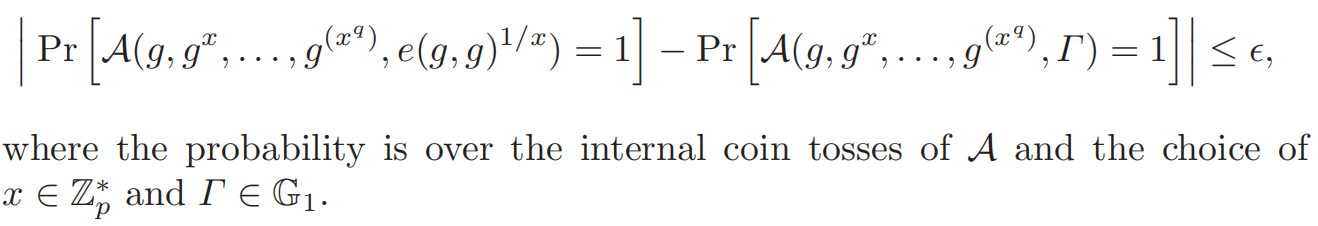 | Pr [ 𝒜(g, g^x, . . . , g^(x^q), e(g, g)^{1/x}) = 1 ] − Pr [ 𝒜(g, g^x, . . . , g^(x^q), Γ) = 1 ] | ≤ ϵ,
where the probability is over the internal coin tosses of 𝒜 and the choice of
x ∈ ℤ_p^* and Γ ∈ 𝔾_1.